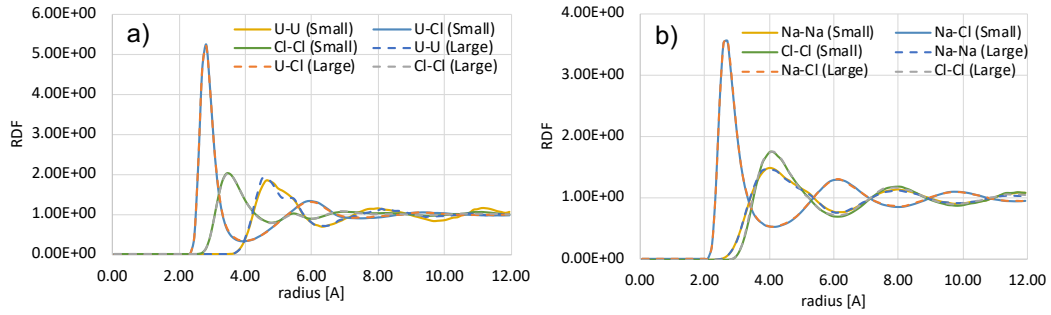 a)
U-U (Small) U-Cl (Small)
Cl-Cl (Small) U-U (Large)
U-Cl (Large) Cl-Cl (Large)
6.00E+00
5.00E+00
4.00E+00
3.00E+00
2.00E+00
1.00E+00
0.00E+00
RDF
0.00 2.00 4.00 6.00 8.00 10.00 12.00
radius [A]
b)
Na-Na (Small) Na-Cl (Small)
Cl-Cl (Small) Na-Na (Large)
Na-Cl (Large) Cl-Cl (Large)
4.00E+00
3.00E+00
2.00E+00
1.00E+00
0.00E+00
RDF
0.00 2.00 4.00 6.00 8.00 10.00 12.00
radius [A]